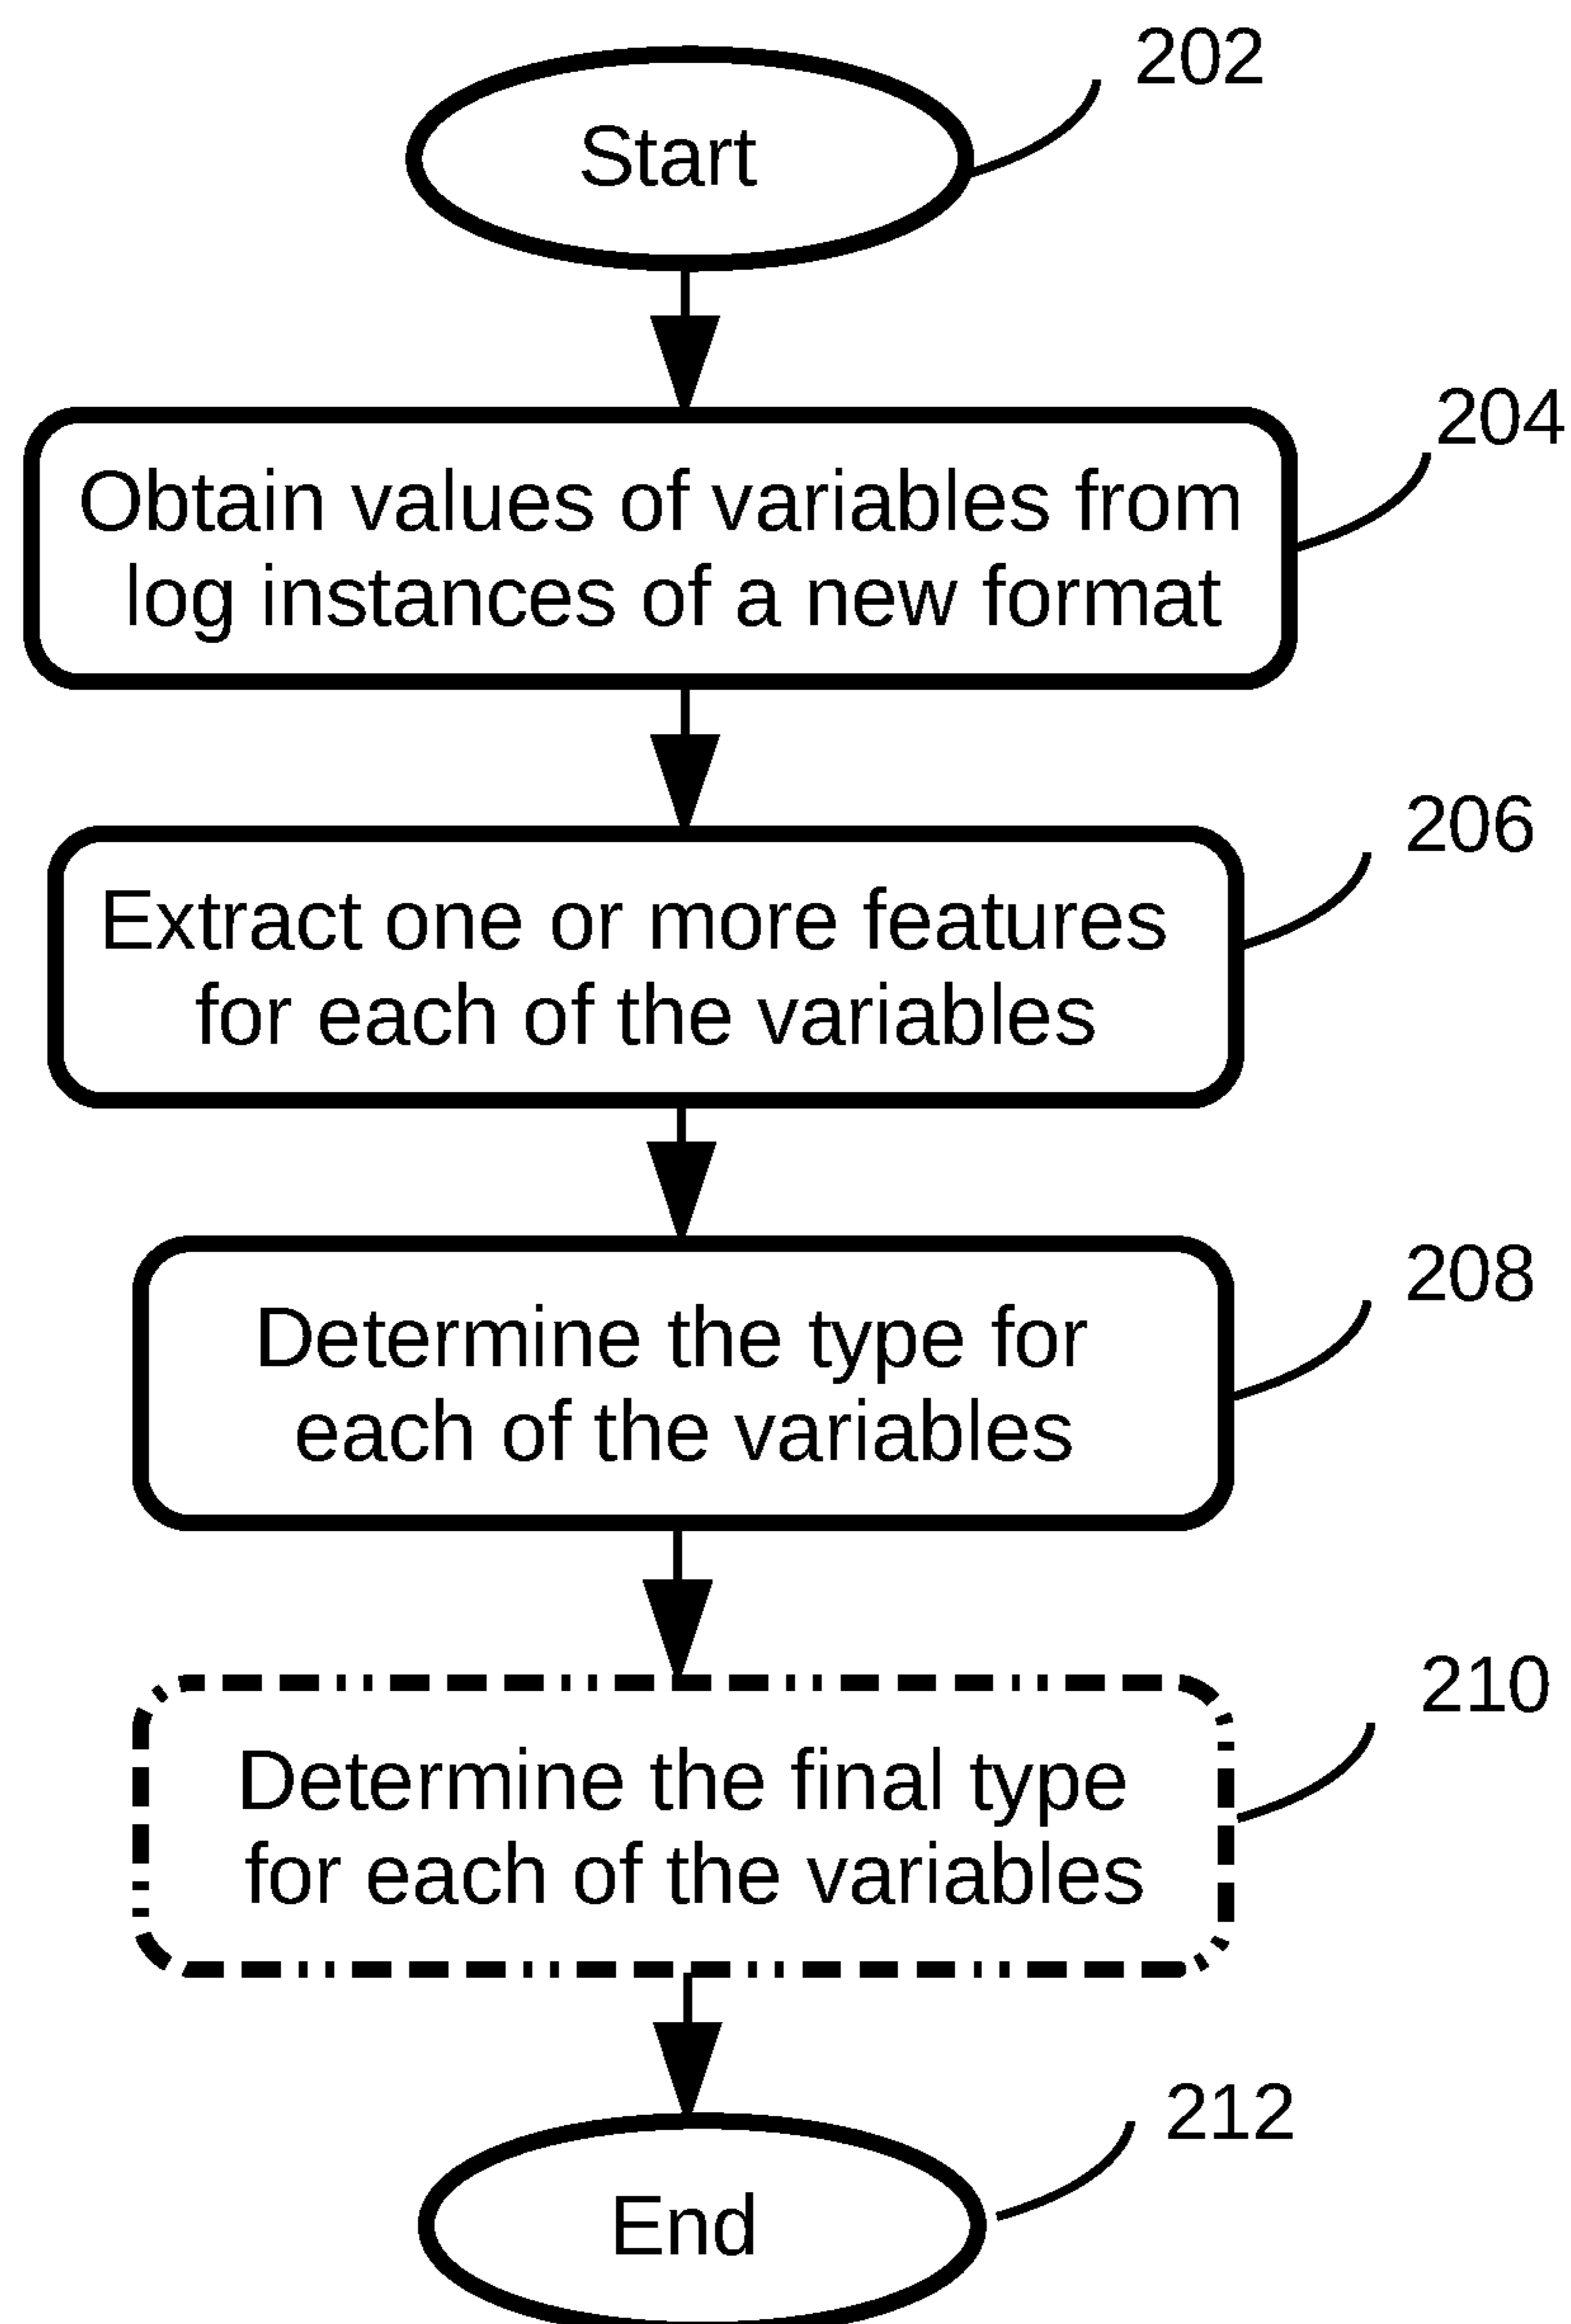 202
Start
204
Obtain values of variables from
log instances of a new format
206
Extract one or more features
for each of the variables
208
Determine the type for
each of the variables
210
Determine the final type
for each of the variables
212
End